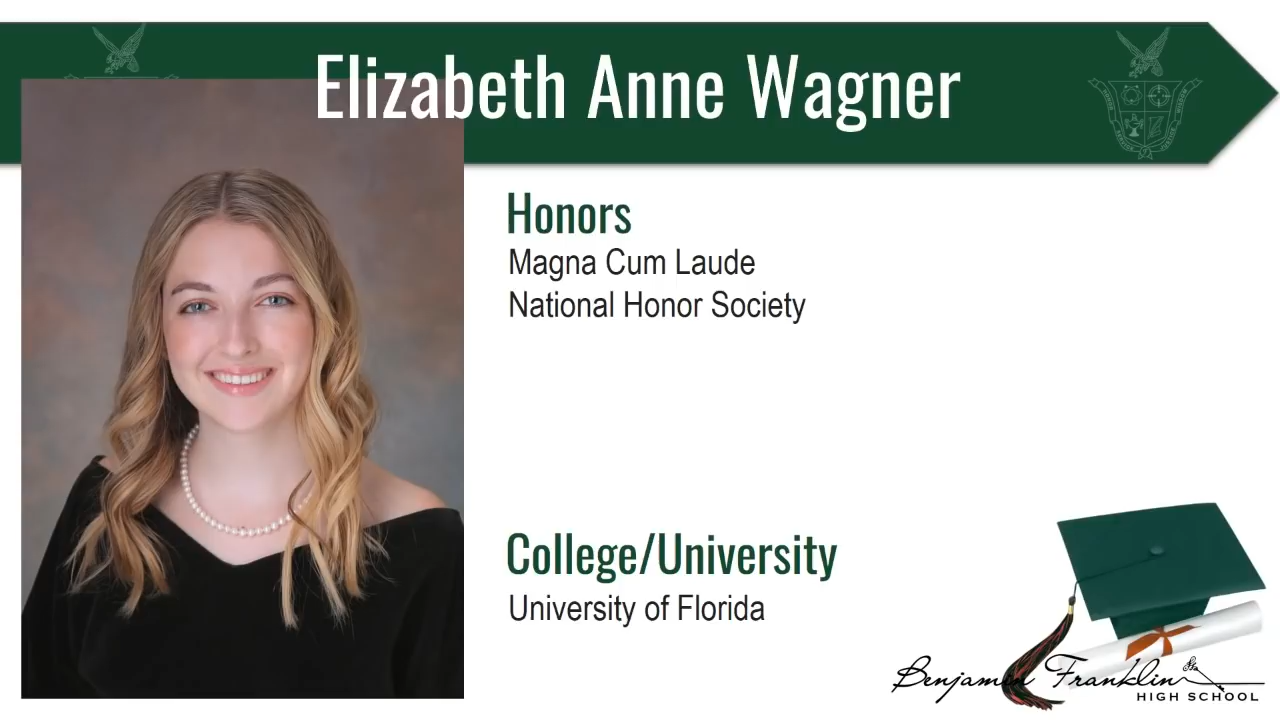 Elizabeth Anne Wagner
Honors
Magna Cum Laude
National Honor Society
College/University
University of Florida
Benjamin Franklin
HIGH SCHOOL